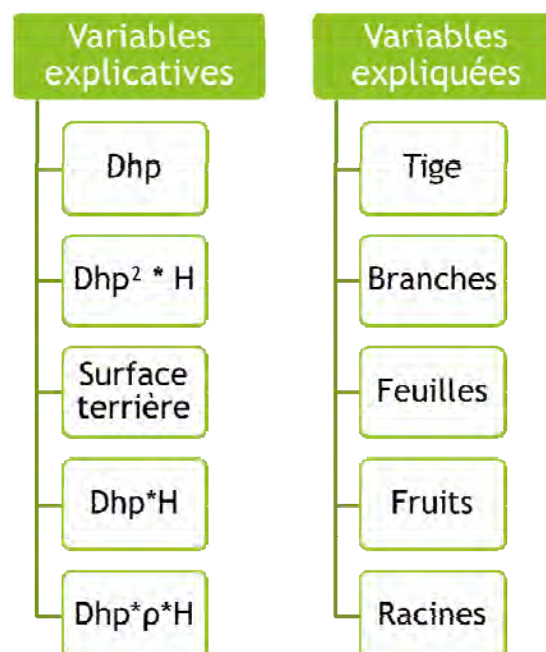 Variables
explicatives
Dhp
Dhp² * H
Surface
terrière
Dhp*H
Dhp*ρ*H
Variables
expliquées
Tige
Branches
Feuilles
Fruits
Racines